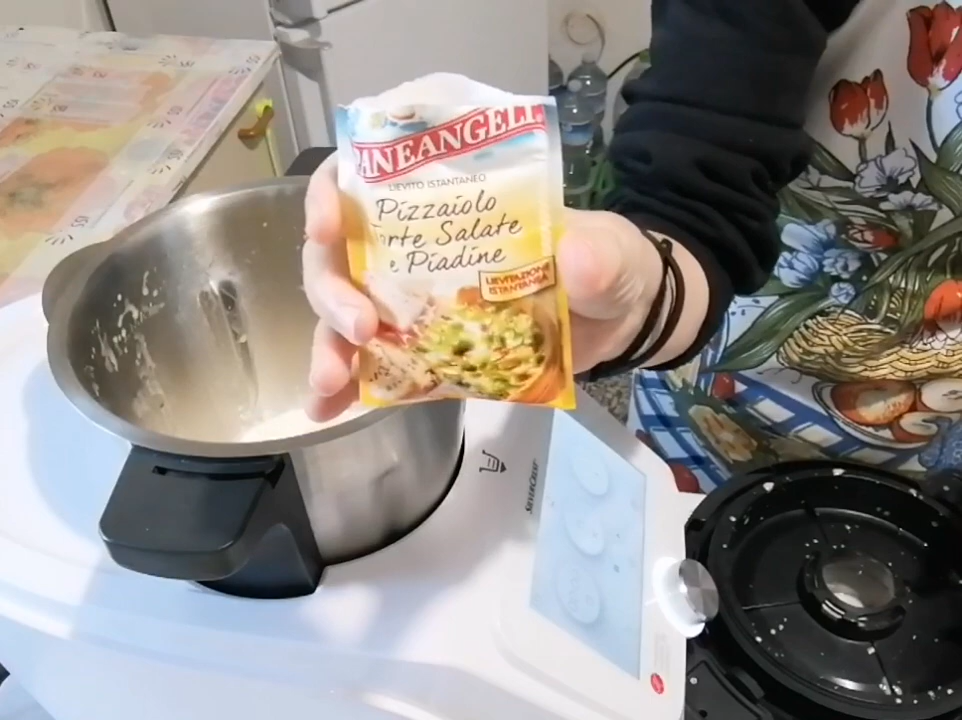 PANEANGELI
LIEVITO ISTANTANEO
Pizzaiolo
Torte Salate
e Piadine
LIEVITAZIONE
ISTANTANEA
SILVERCREST